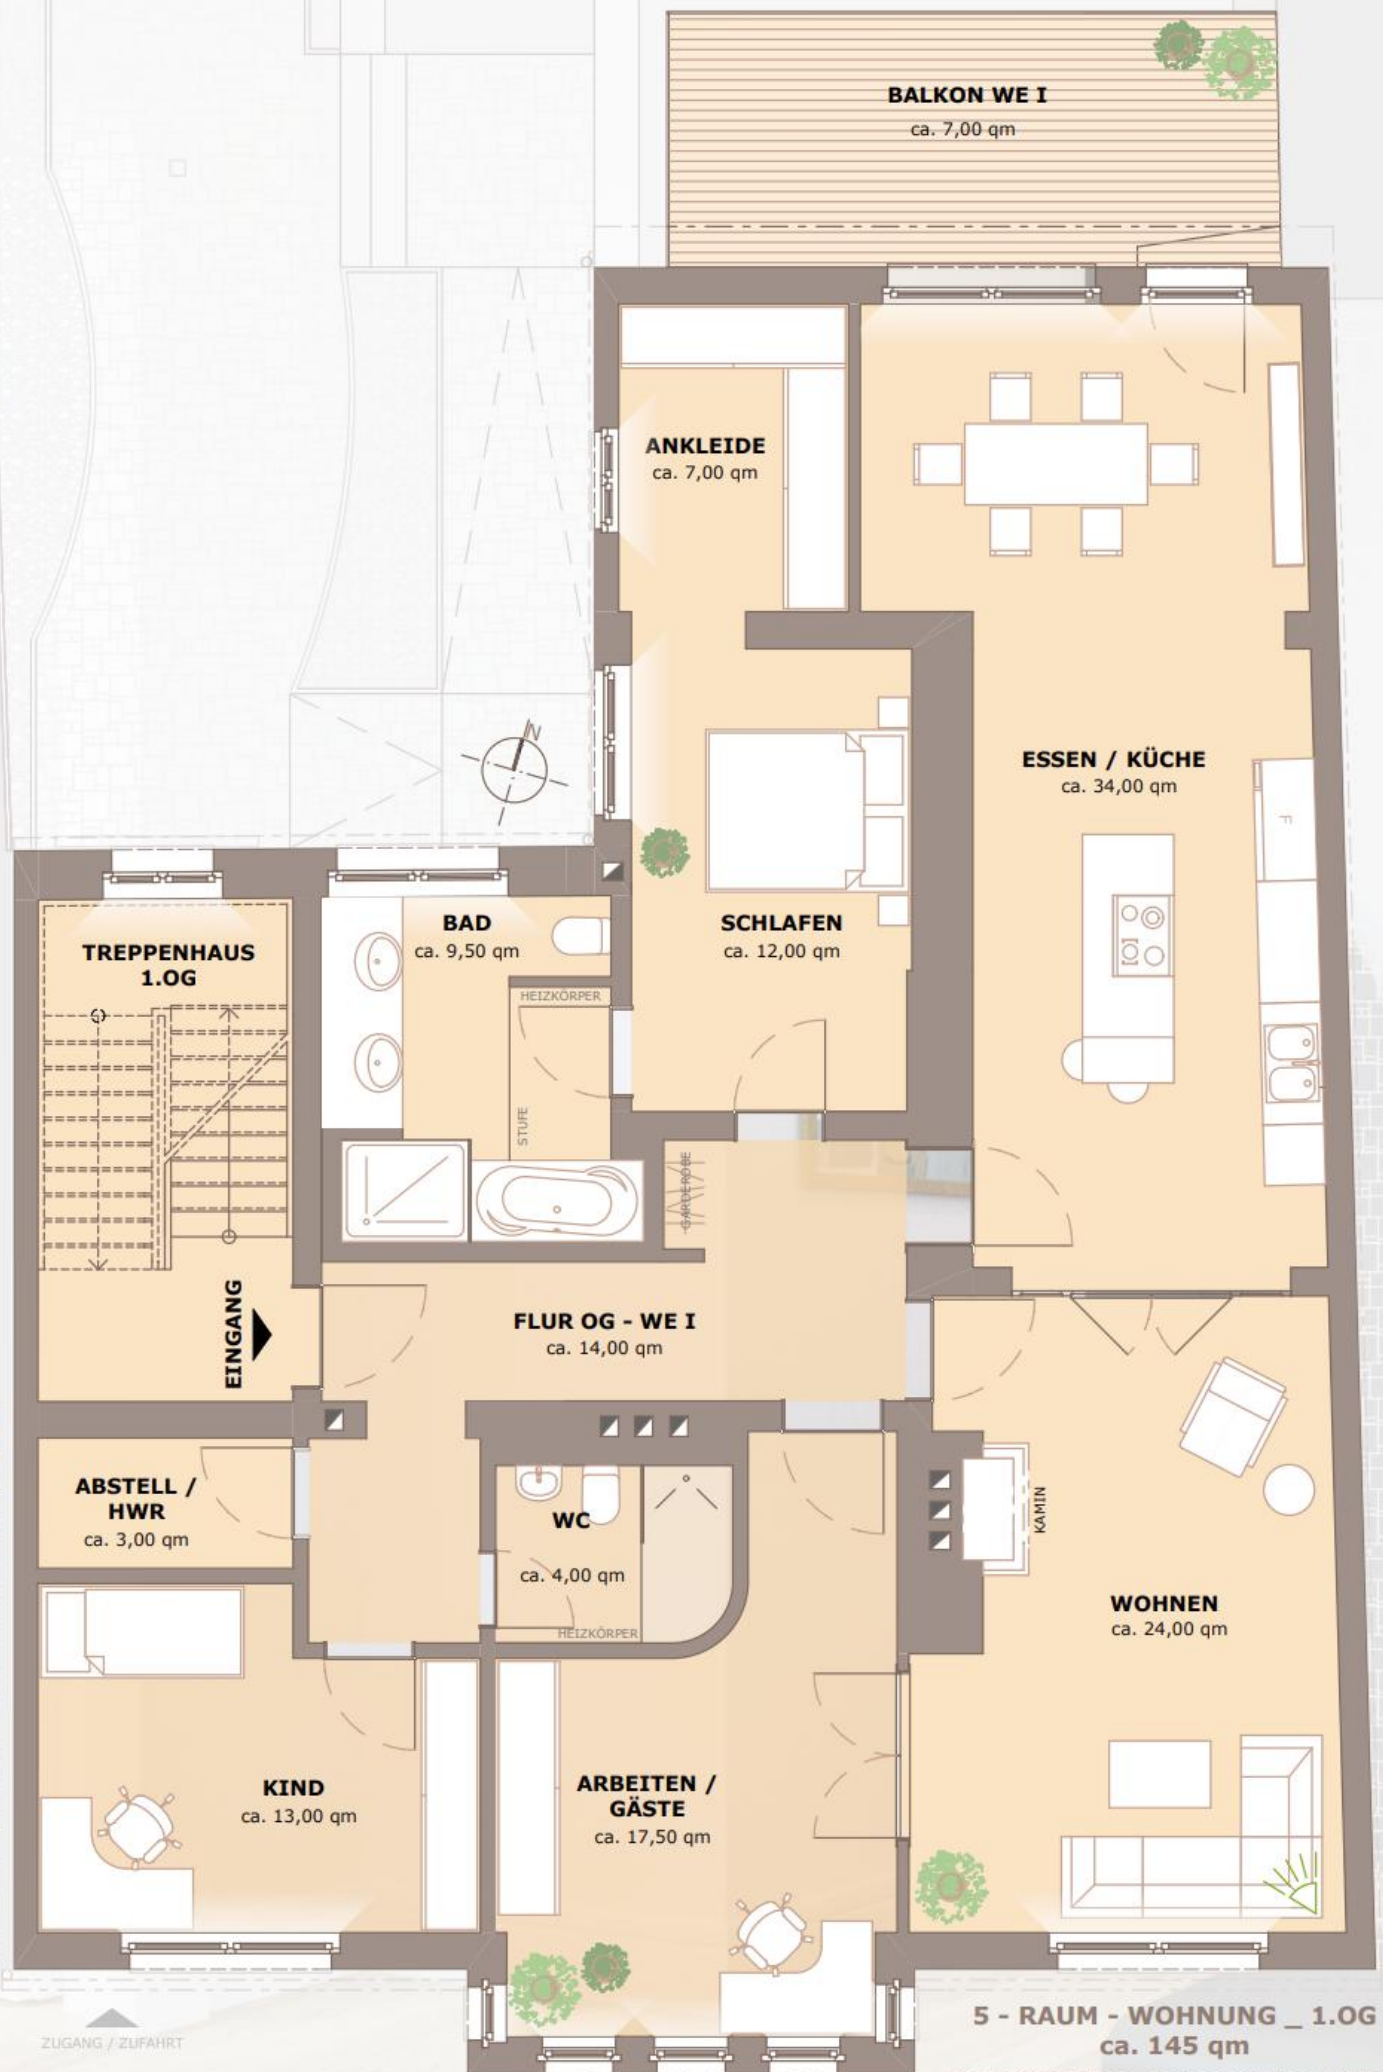 BALKON WE I
ca. 7,00 qm
ANKLEIDE
ca. 7,00 qm
N
ESSEN / KÜCHE
ca. 34,00 qm
F
TREPPENHAUS
1.OG
BAD
ca. 9,50 qm
HEIZKÖRPER
STUFE
SCHLAFEN
ca. 12,00 qm
GARDEROBE
EINGANG
FLUR OG - WE I
ca. 14,00 qm
ABSTELL /
HWR
ca. 3,00 qm
WC
ca. 4,00 qm
HEIZKÖRPER
KAMIN
WOHNEN
ca. 24,00 qm
KIND
ca. 13,00 qm
ARBEITEN /
GÄSTE
ca. 17,50 qm
ZUGANG / ZUFAHRT
5 - RAUM - WOHNUNG _ 1.OG
ca. 145 qm